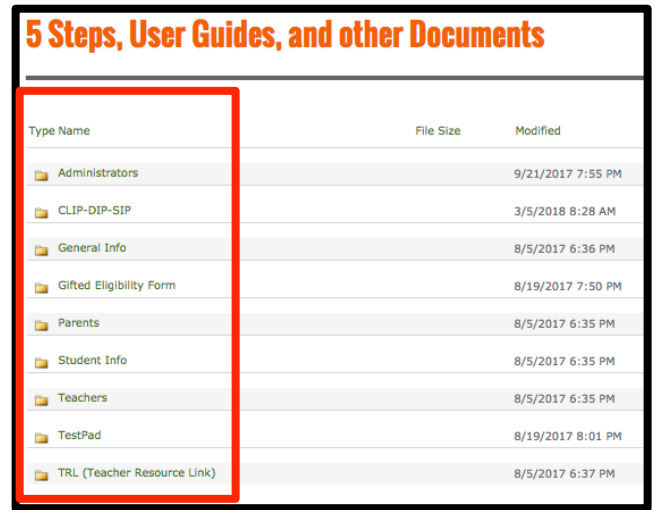 5 Steps, User Guides, and other Documents
Type Name File Size Modified
Administrators 9/21/2017 7:55 PM
CLIP-DIP-SIP 3/5/2018 8:28 AM
General Info 8/5/2017 6:36 PM
Gifted Eligibility Form 8/19/2017 7:50 PM
Parents 8/5/2017 6:35 PM
Student Info 8/5/2017 6:35 PM
Teachers 8/5/2017 6:35 PM
TestPad 8/19/2017 8:01 PM
TRL (Teacher Resource Link) 8/5/2017 6:37 PM